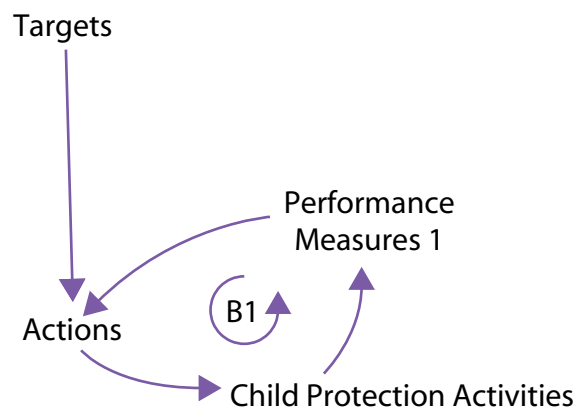 Targets
Performance
Measures 1
B1
Actions
Child Protection Activities